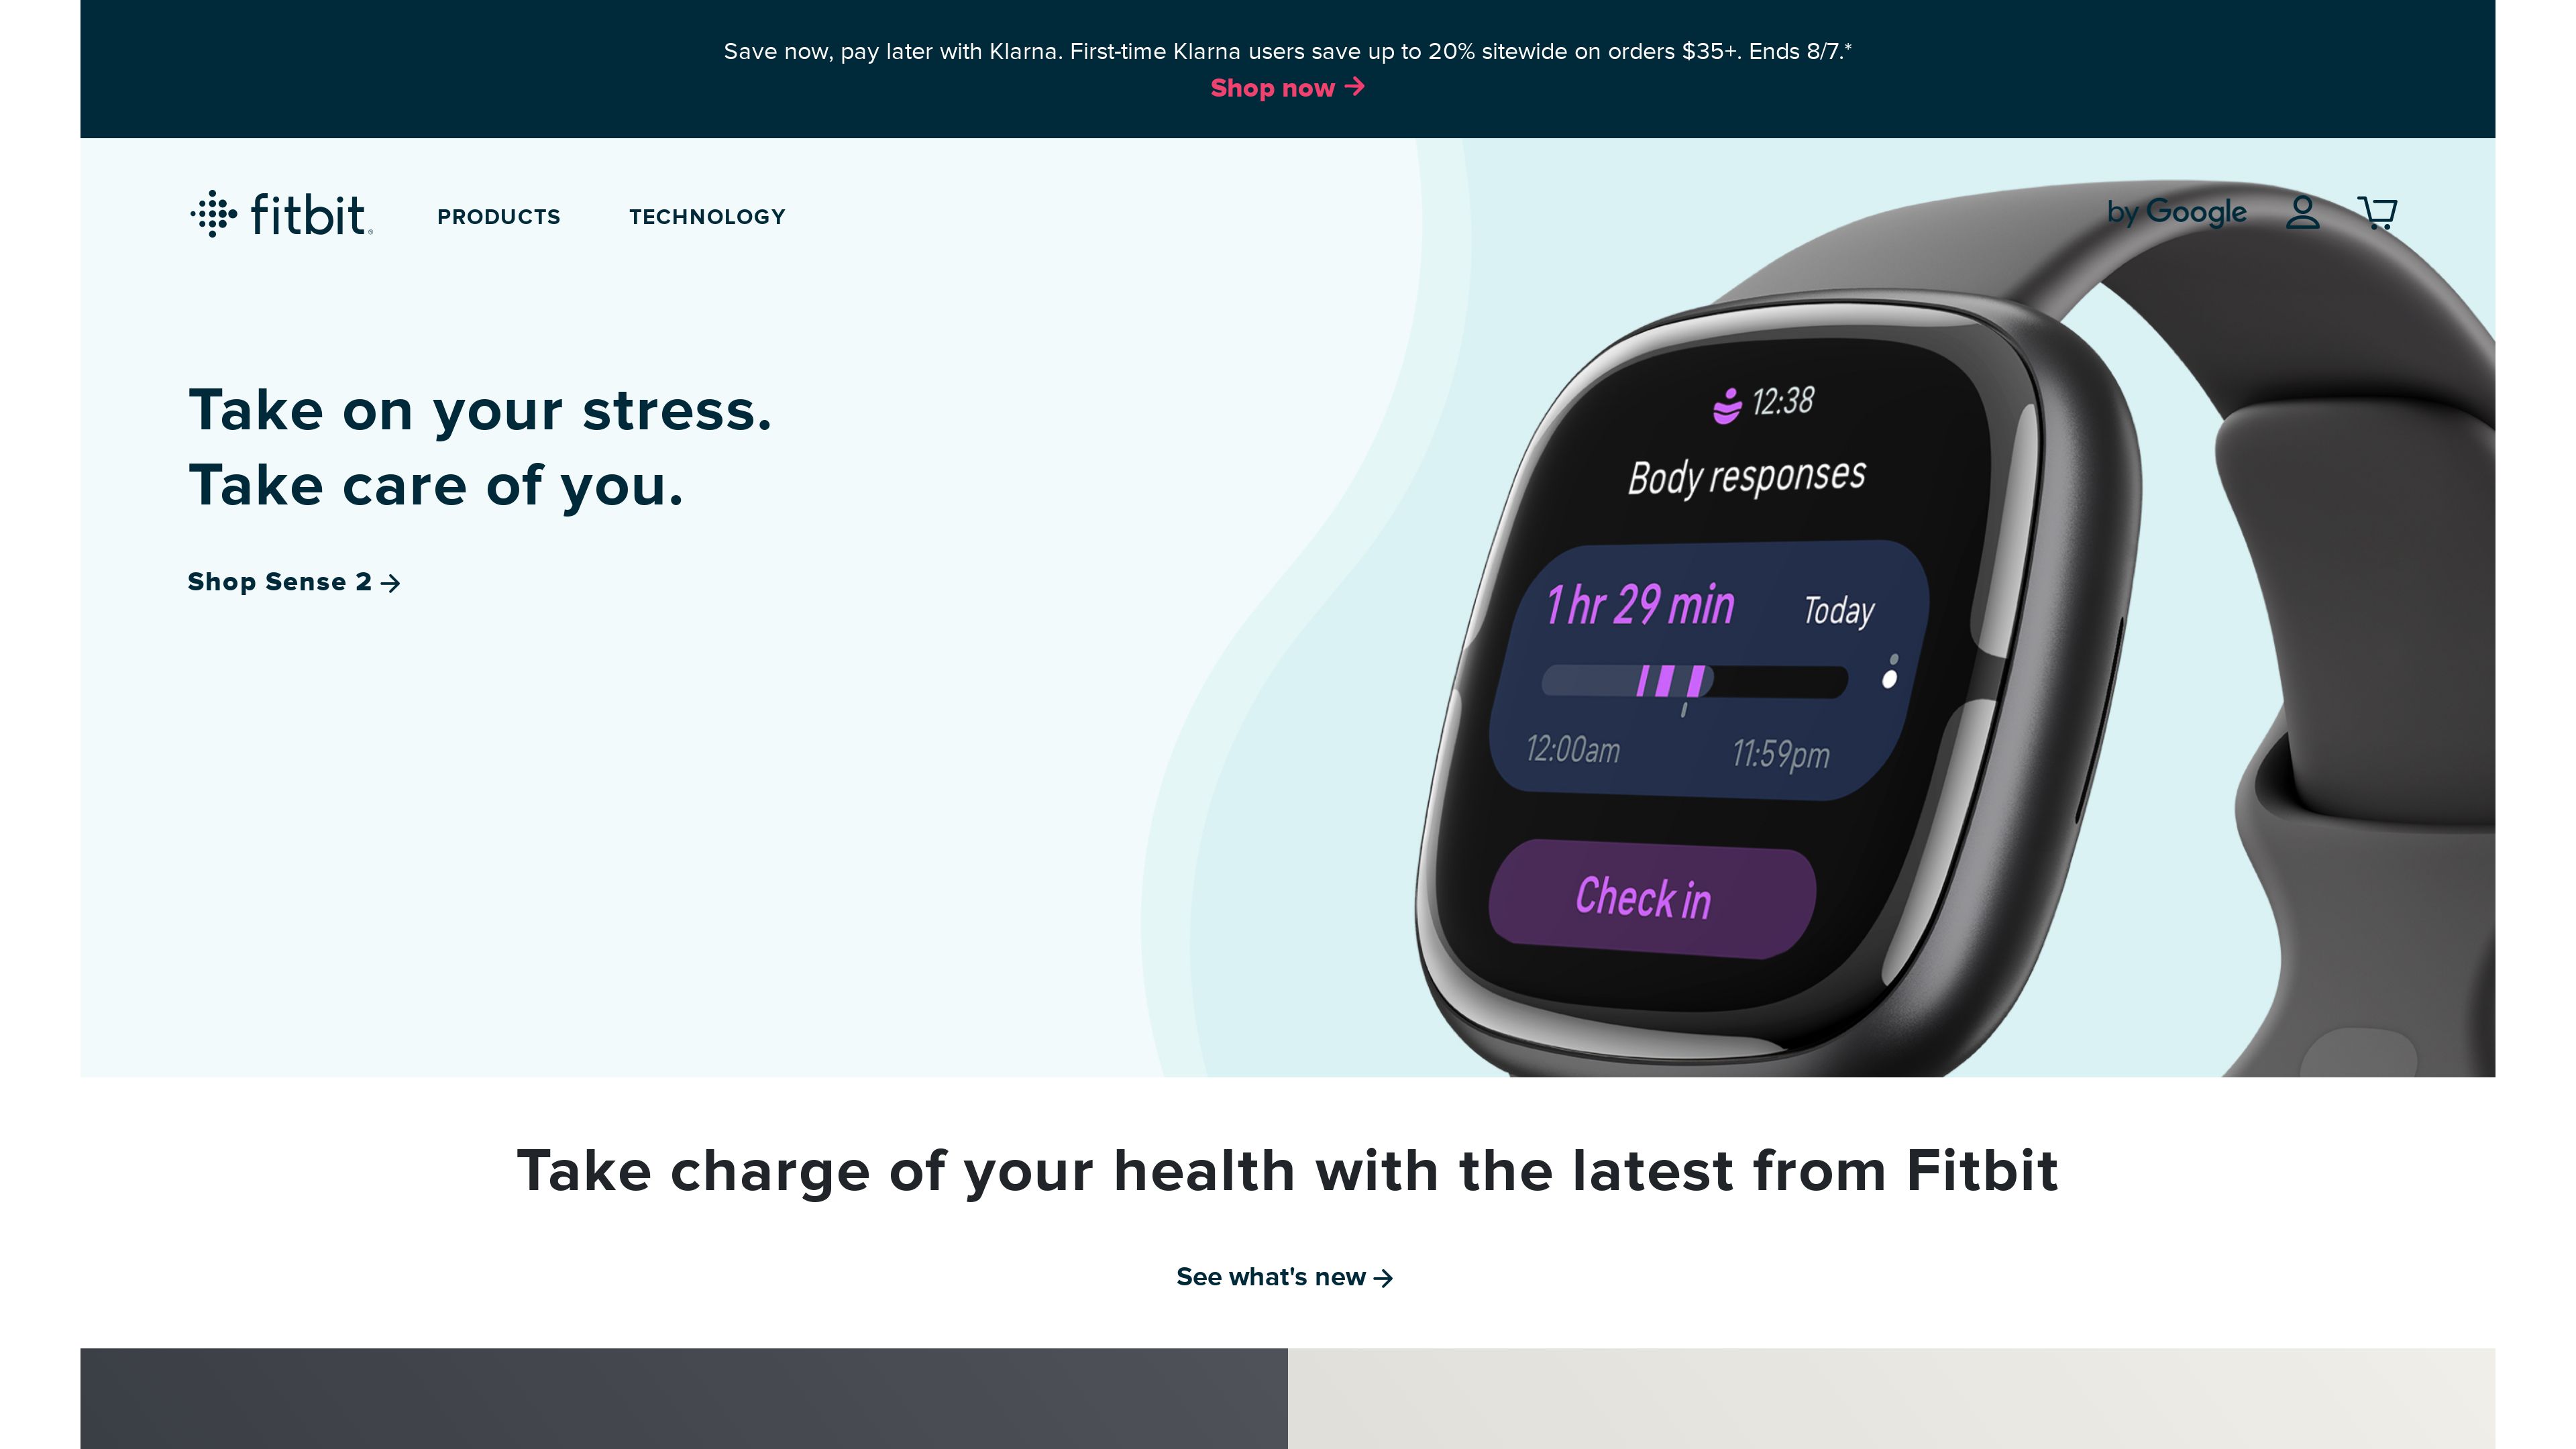 Save now, pay later with Klarna. First-time Klarna users save up to 20% sitewide on orders $35+. Ends 8/7.*
Shop now →
fitbit®
PRODUCTS
TECHNOLOGY
by Google
Take on your stress.
Take care of you.
Shop Sense 2 →
12:38
Body responses
1 hr 29 min
Today
12:00am
11:59pm
Check in
Take charge of your health with the latest from Fitbit
See what's new →